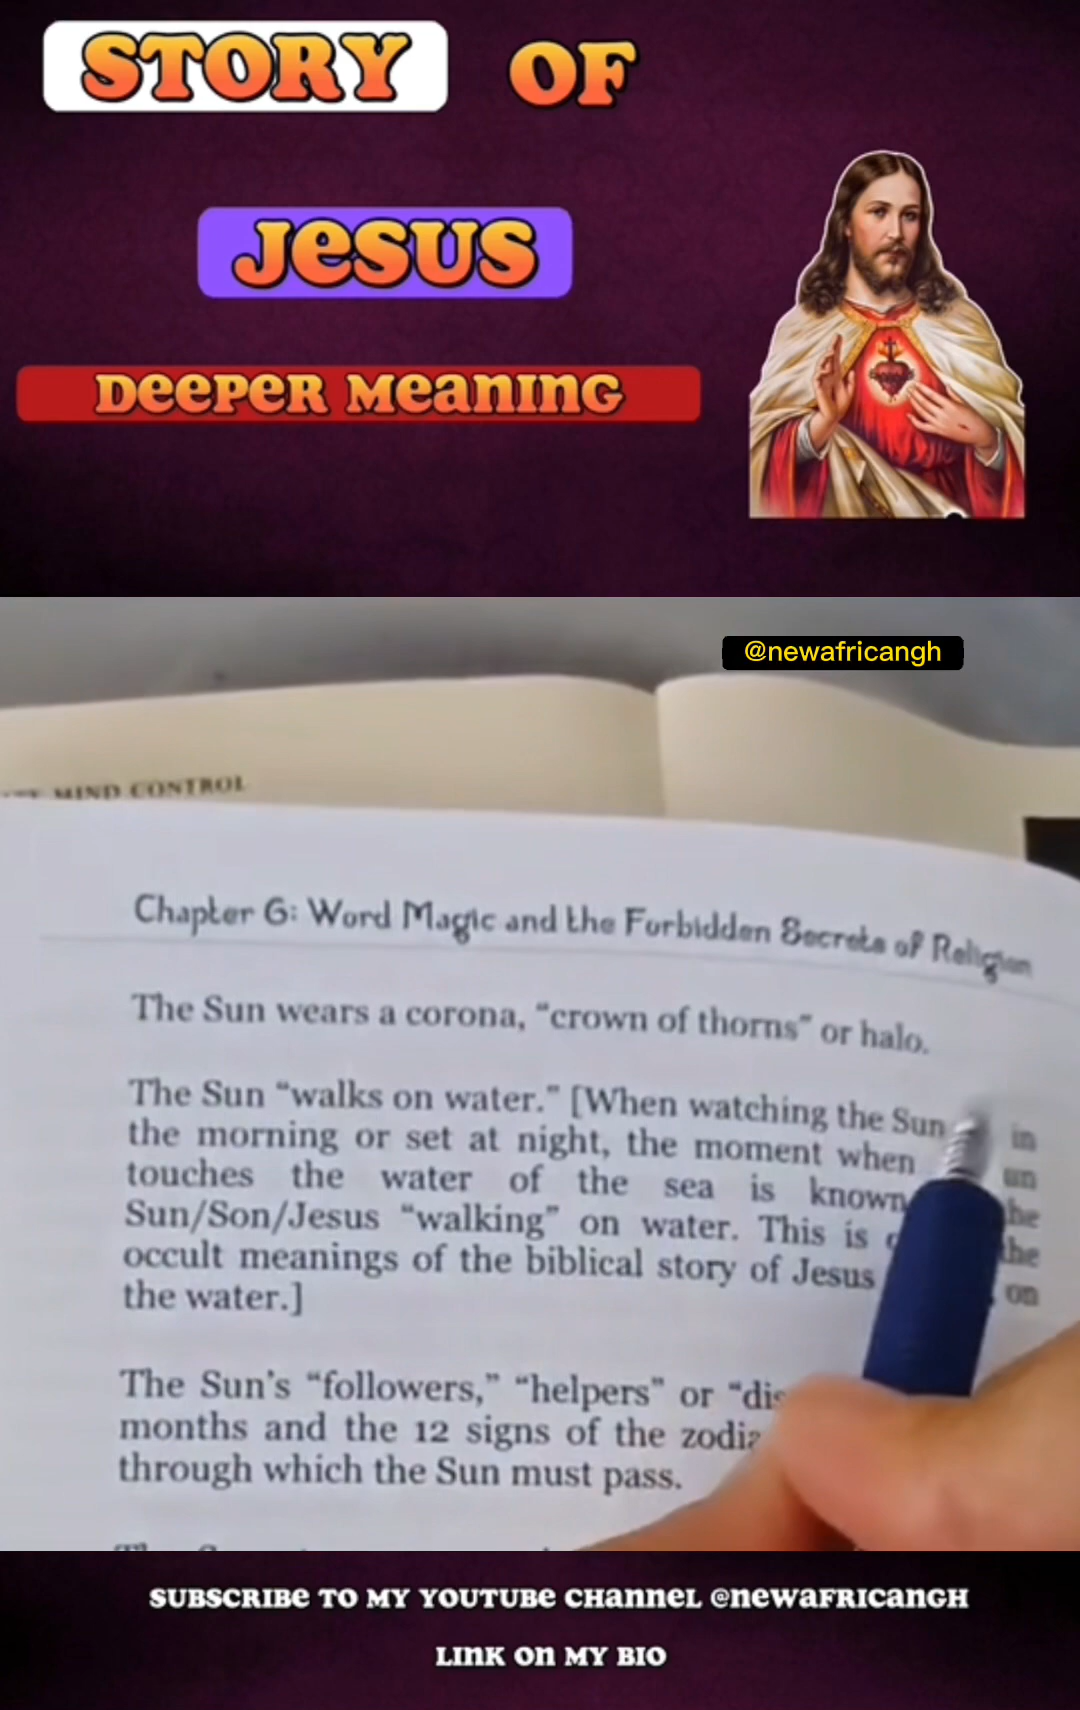 STORY OF
JESUS
DEEPER MEANING
@newafricangh
MIND CONTROL
Chapter 6: Word Magic and the Forbidden Secrets of Religion
The Sun wears a corona, “crown of thorns” or halo.
The Sun “walks on water.” [When watching the Sun in
the morning or set at night, the moment when
touches the water of the sea is known
Sun/Son/Jesus “walking” on water. This is
occult meanings of the biblical story of Jesus on
the water.]
The Sun’s “followers,” “helpers” or
months and the 12 signs of the
through which the Sun must pass.
SUBSCRIBE TO MY YOUTUBE CHANNEL @NEWAFRICANGH
LINK ON MY BIO